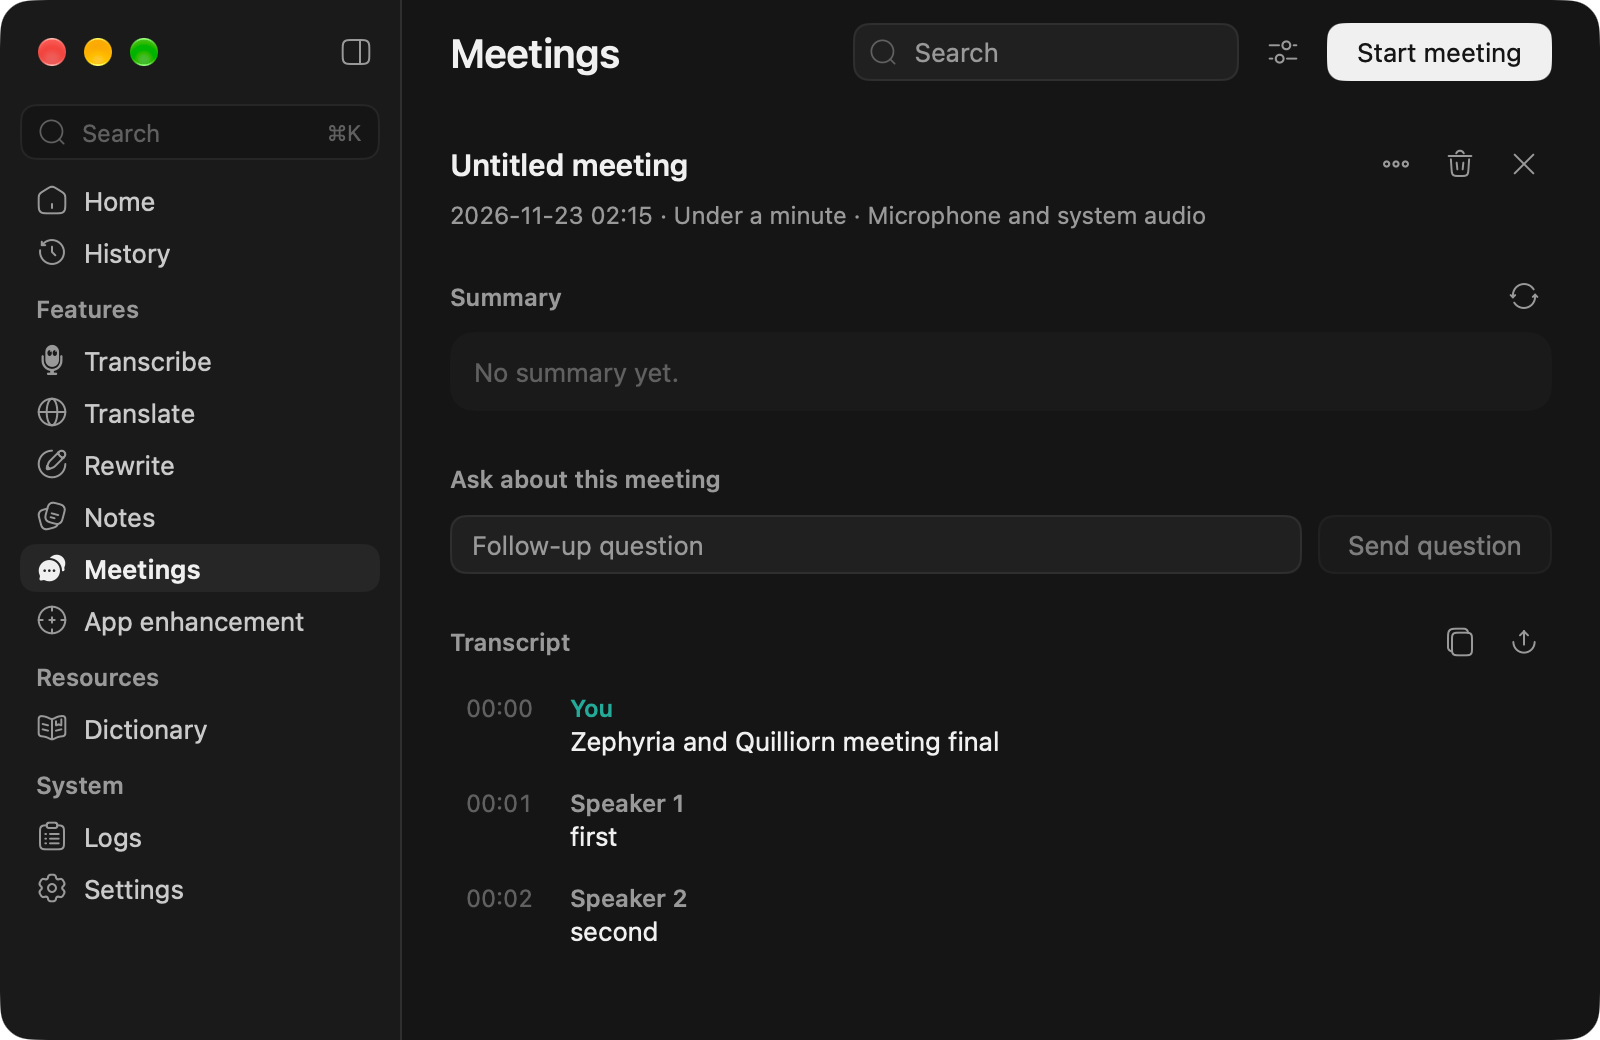 Search ⌘K
Home
History
Features
Transcribe
Translate
Rewrite
Notes
Meetings
App enhancement
Resources
Dictionary
System
Logs
Settings
Meetings
Search
Start meeting
Untitled meeting
2026-11-23 02:15 · Under a minute · Microphone and system audio
Summary
No summary yet.
Ask about this meeting
Follow-up question
Send question
Transcript
00:00 You
Zephyria and Quilliorn meeting final
00:01 Speaker 1
first
00:02 Speaker 2
second